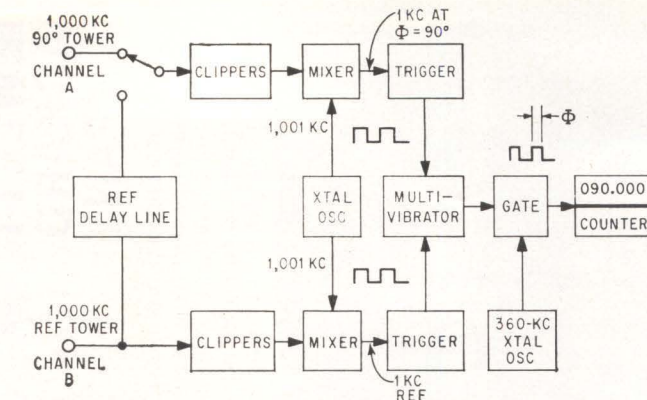 1,000 KC
90° TOWER
CHANNEL
A
CLIPPERS
MIXER
1 KC AT
Φ = 90°
TRIGGER
1,001 KC
Φ
REF
DELAY LINE
XTAL
OSC
MULTI-
VIBRATOR
GATE
090.000
COUNTER
1,001 KC
1,000 KC
REF TOWER
CHANNEL
B
CLIPPERS
MIXER
TRIGGER
1 KC
REF
360-KC
XTAL
OSC